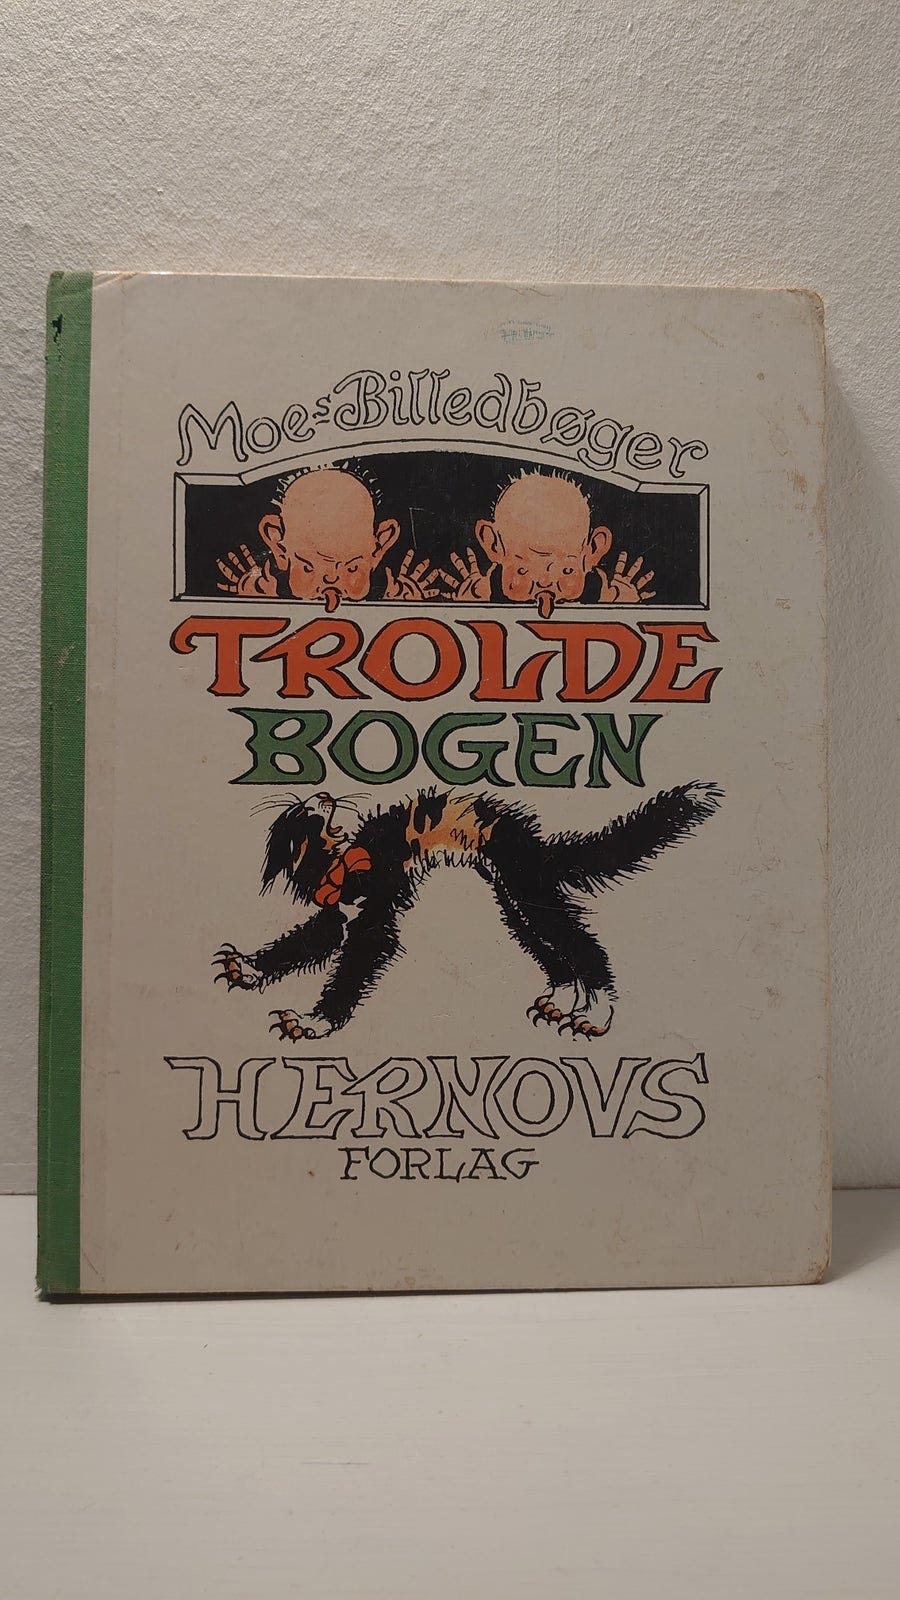 Moes Billedbøger
TROLDE
BOGEN
HERNOVS
FORLAG